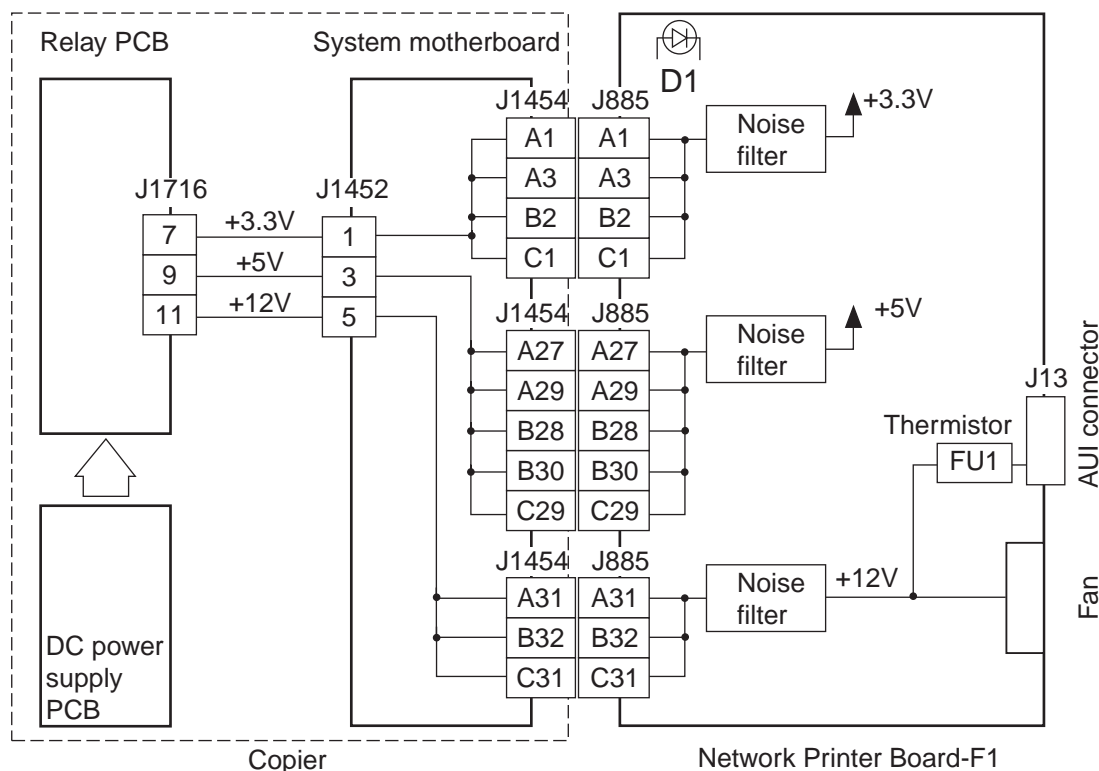 Relay PCB
System motherboard
D1
J1454
J885
A1
A3
B2
C1
A1
A3
B2
C1
Noise
filter
+3.3V
J1716
7
9
11
+3.3V
+5V
+12V
J1452
1
3
5
J1454
J885
A27
A29
B28
B30
C29
A27
A29
B28
B30
C29
Noise
filter
+5V
J13
AUI connector
Thermistor
FU1
J1454
J885
A31
B32
C31
A31
B32
C31
Noise
filter
+12V
Fan
DC power
supply
PCB
Copier
Network Printer Board-F1